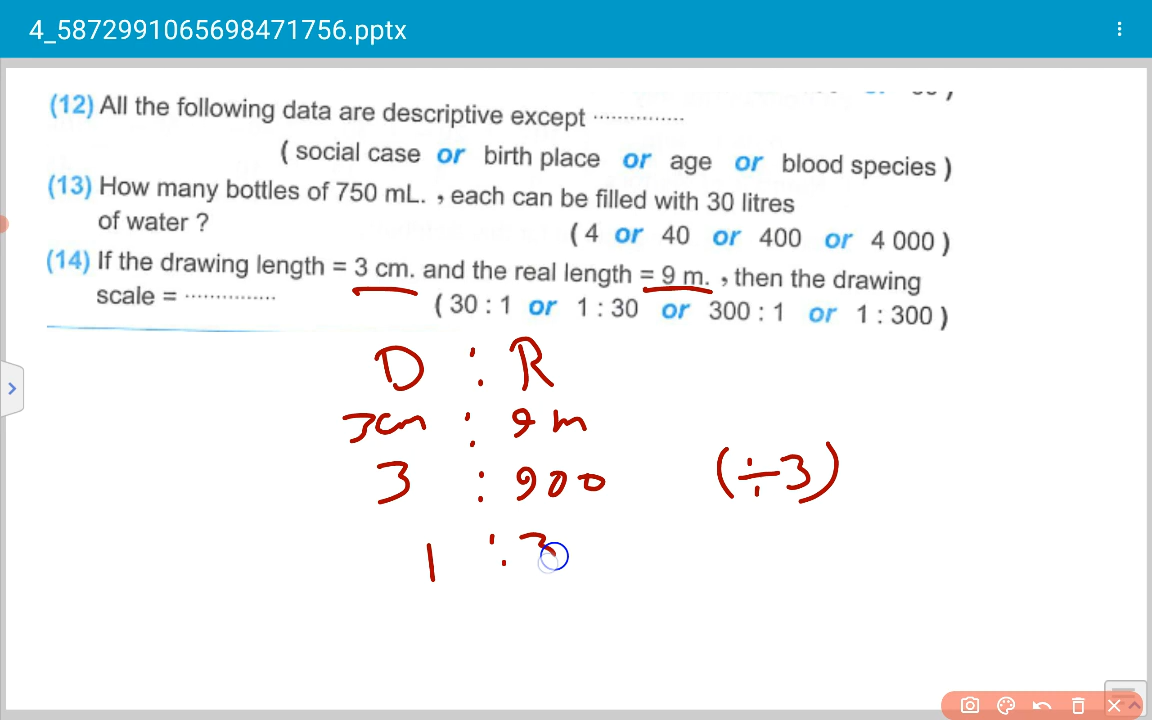 4_5872991065698471756.pptx
(12) All the following data are descriptive except ...............
( social case or birth place or age or blood species )
(13) How many bottles of 750 mL. , each can be filled with 30 litres
of water ?
( 4 or 40 or 400 or 4 000 )
(14) If the drawing length = 3 cm. and the real length = 9 m. , then the drawing
scale = ...............
( 30 : 1 or 1 : 30 or 300 : 1 or 1 : 300 )
D : R
3cm : 9 m
3 : 900 (÷3)
1 : 3